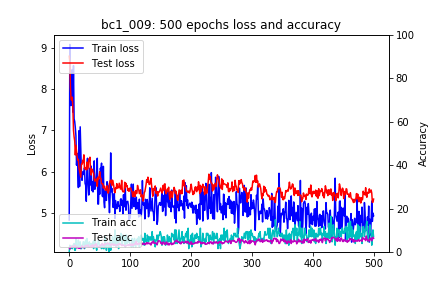 bc1_009: 500 epochs loss and accuracy
Train loss
Test loss
Train acc
Test acc
Loss
Accuracy
9
8
7
6
5
100
80
60
40
20
0
0
100
200
300
400
500